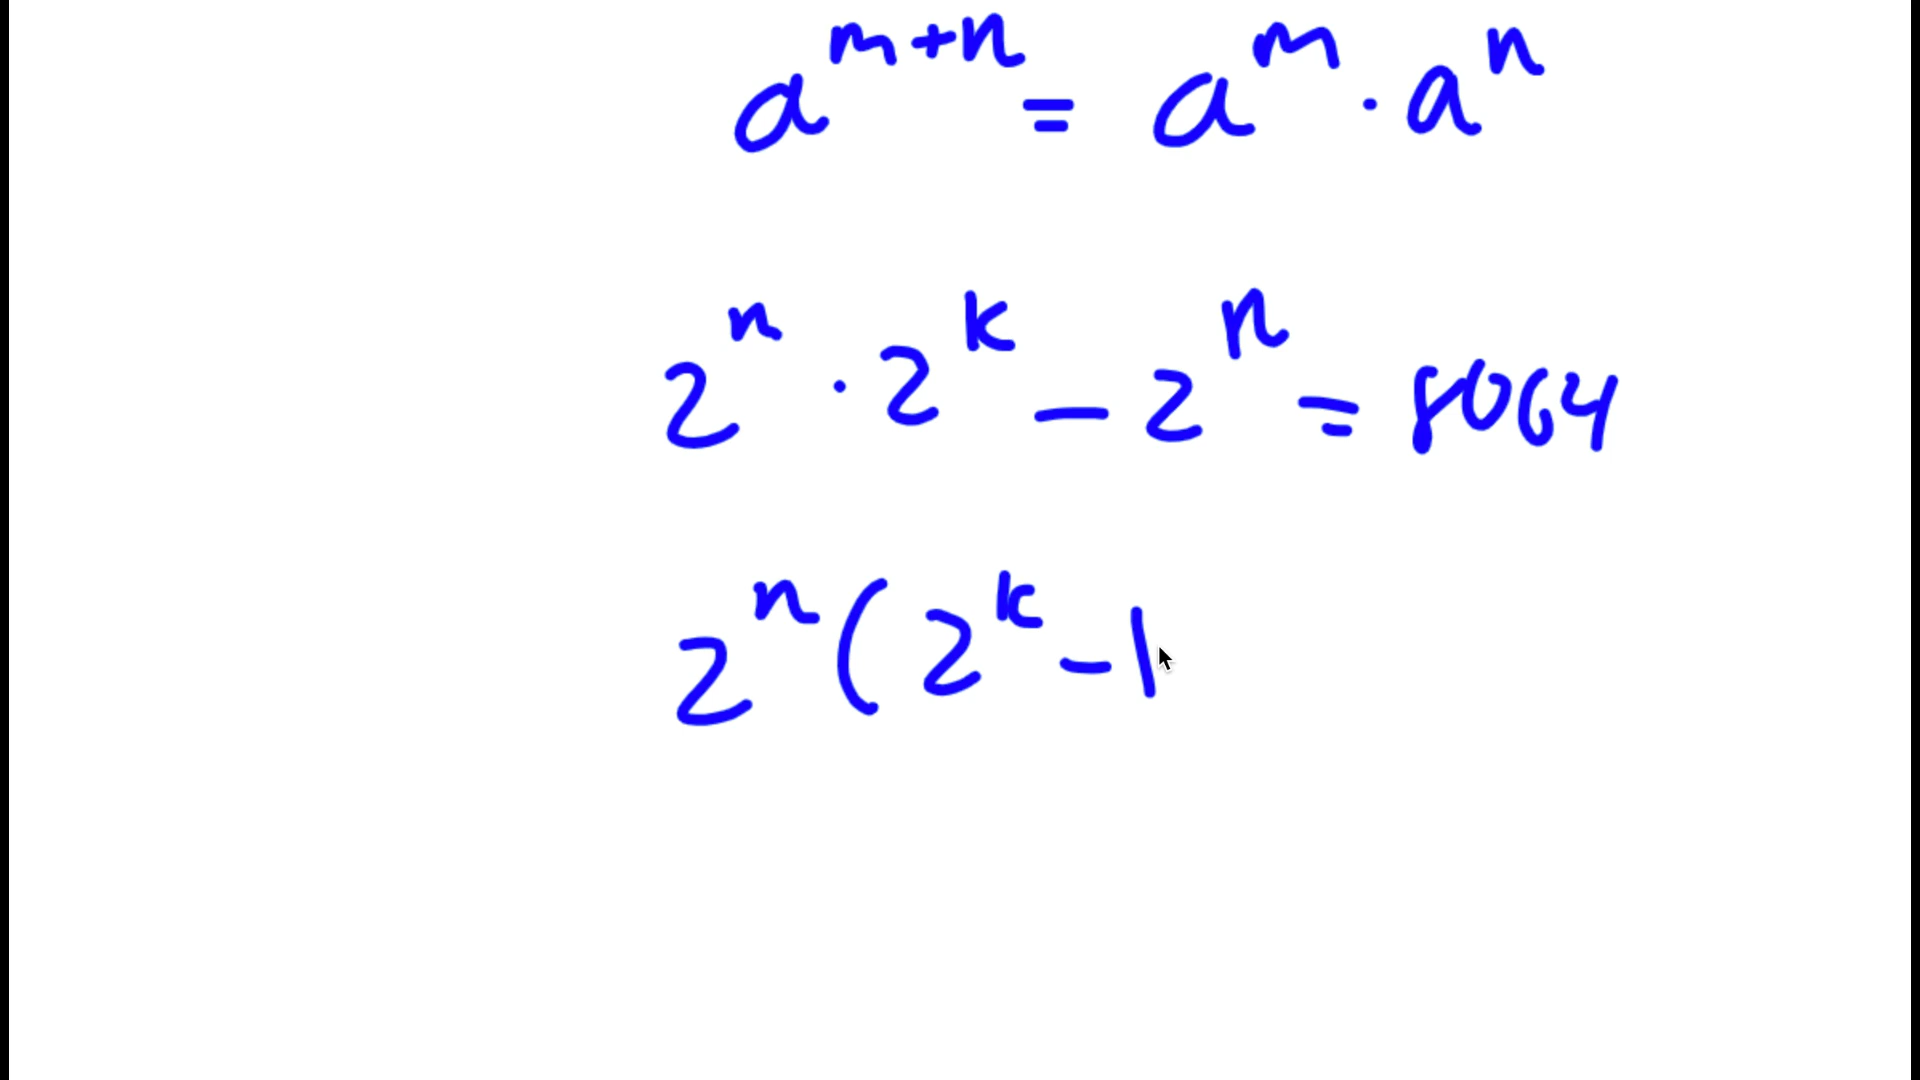 a^{m+n} = a^m · a^n
2^n · 2^k − 2^n = 8064
2^n ( 2^k − 1